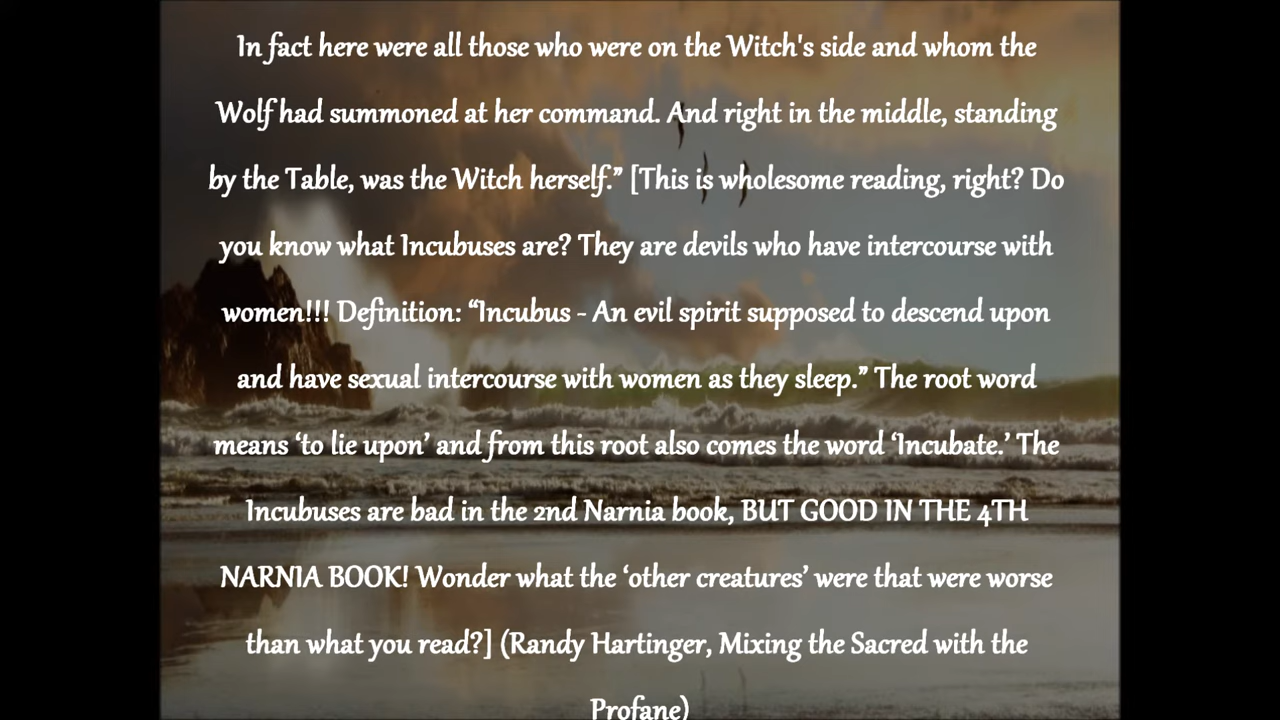 In fact here were all those who were on the Witch's side and whom the
Wolf had summoned at her command. And right in the middle, standing
by the Table, was the Witch herself.” [This is wholesome reading, right? Do
you know what Incubuses are? They are devils who have intercourse with
women!!! Definition: “Incubus - An evil spirit supposed to descend upon
and have sexual intercourse with women as they sleep.” The root word
means ‘to lie upon’ and from this root also comes the word ‘Incubate.’ The
Incubuses are bad in the 2nd Narnia book, BUT GOOD IN THE 4TH
NARNIA BOOK! Wonder what the ‘other creatures’ were that were worse
than what you read?] (Randy Hartinger, Mixing the Sacred with the
Profane)